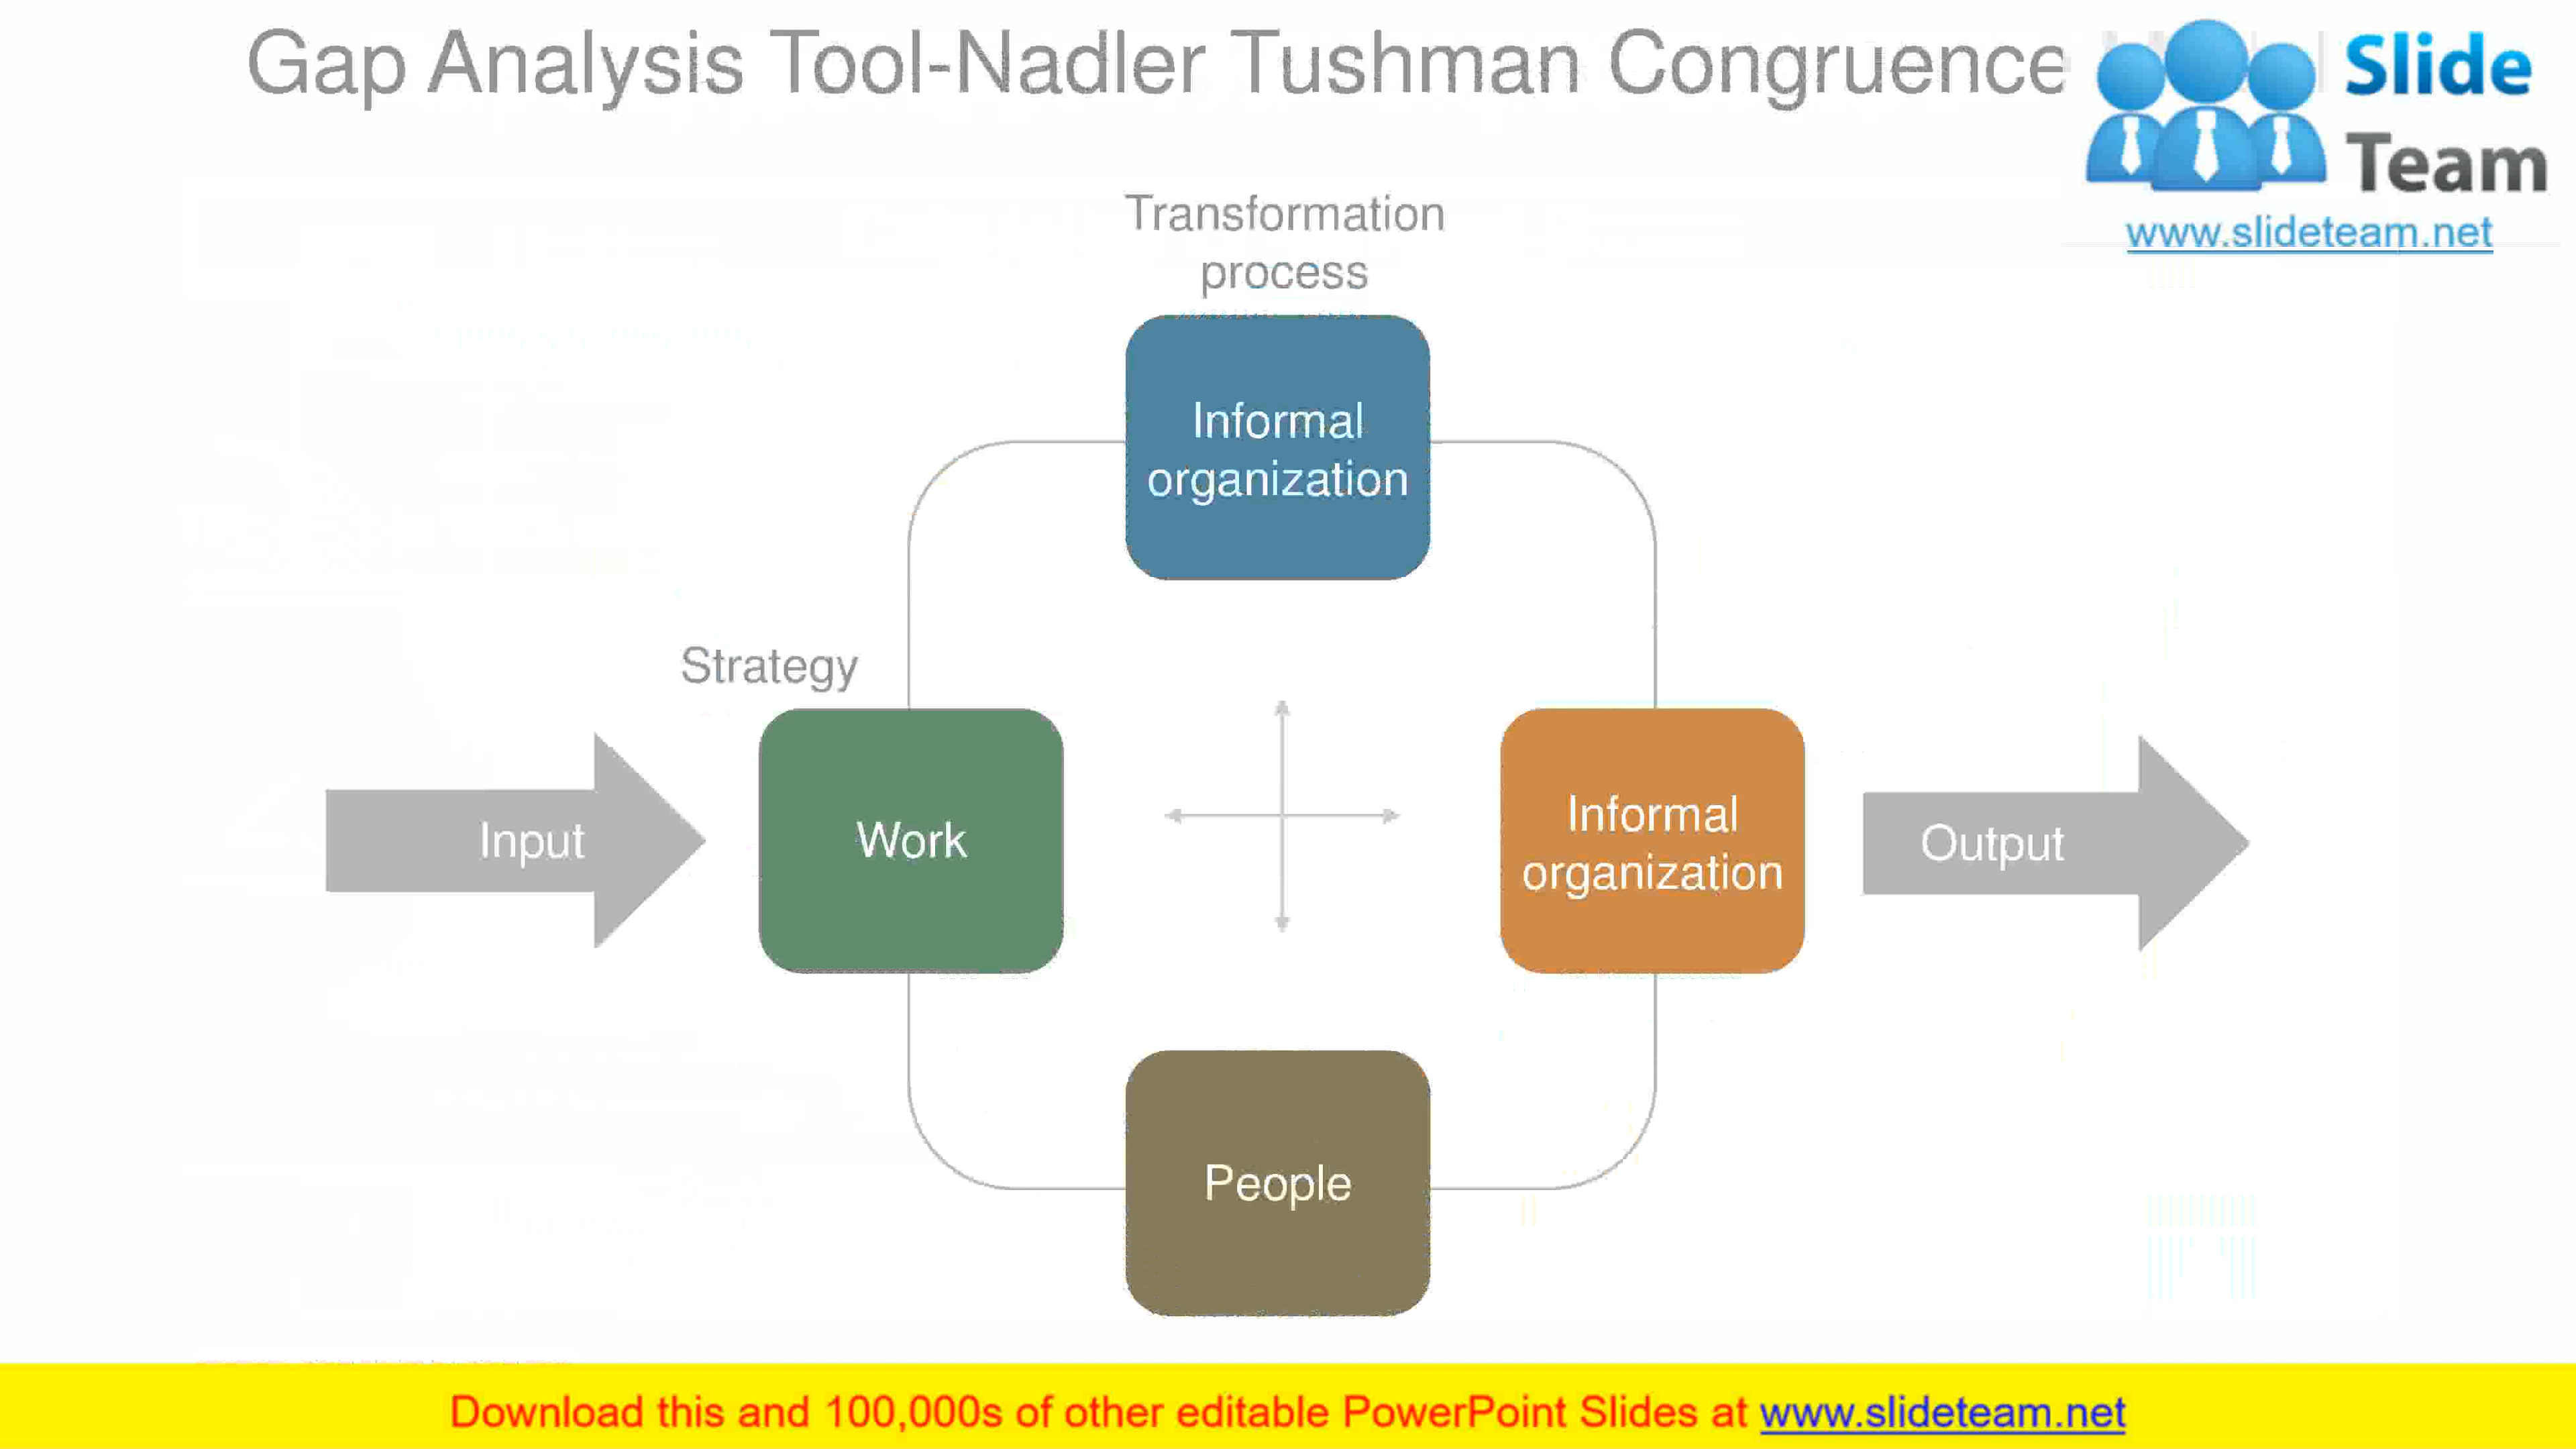 Gap Analysis Tool-Nadler Tushman Congruence
Slide
Team
www.slideteam.net
Transformation
process
Informal
organization
Strategy
Input
Work
Informal
organization
Output
People
Download this and 100,000s of other editable PowerPoint Slides at www.slideteam.net